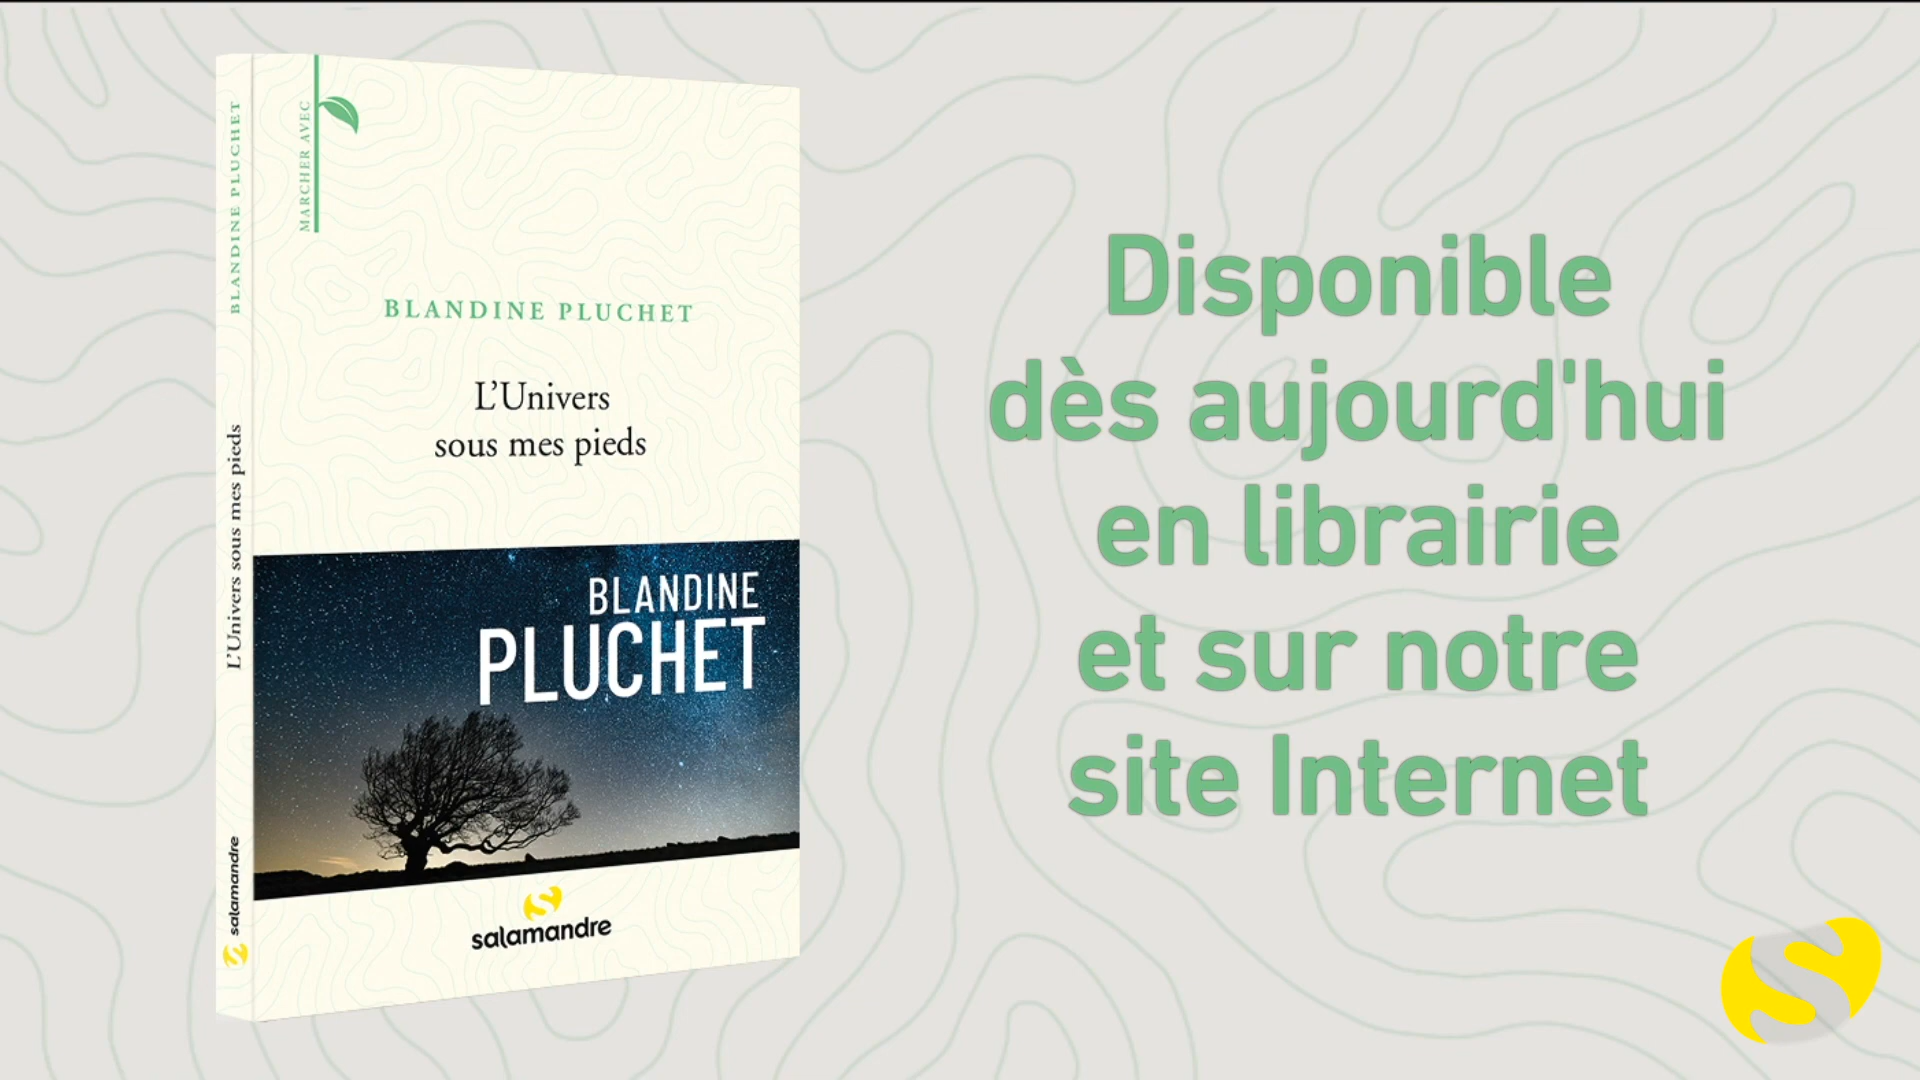 BLANDINE PLUCHET
L'Univers sous mes pieds
salamandre
MARCHER AVEC
BLANDINE PLUCHET
L’Univers
sous mes pieds
BLANDINE
PLUCHET
salamandre
Disponible
dès aujourd'hui
en librairie
et sur notre
site Internet